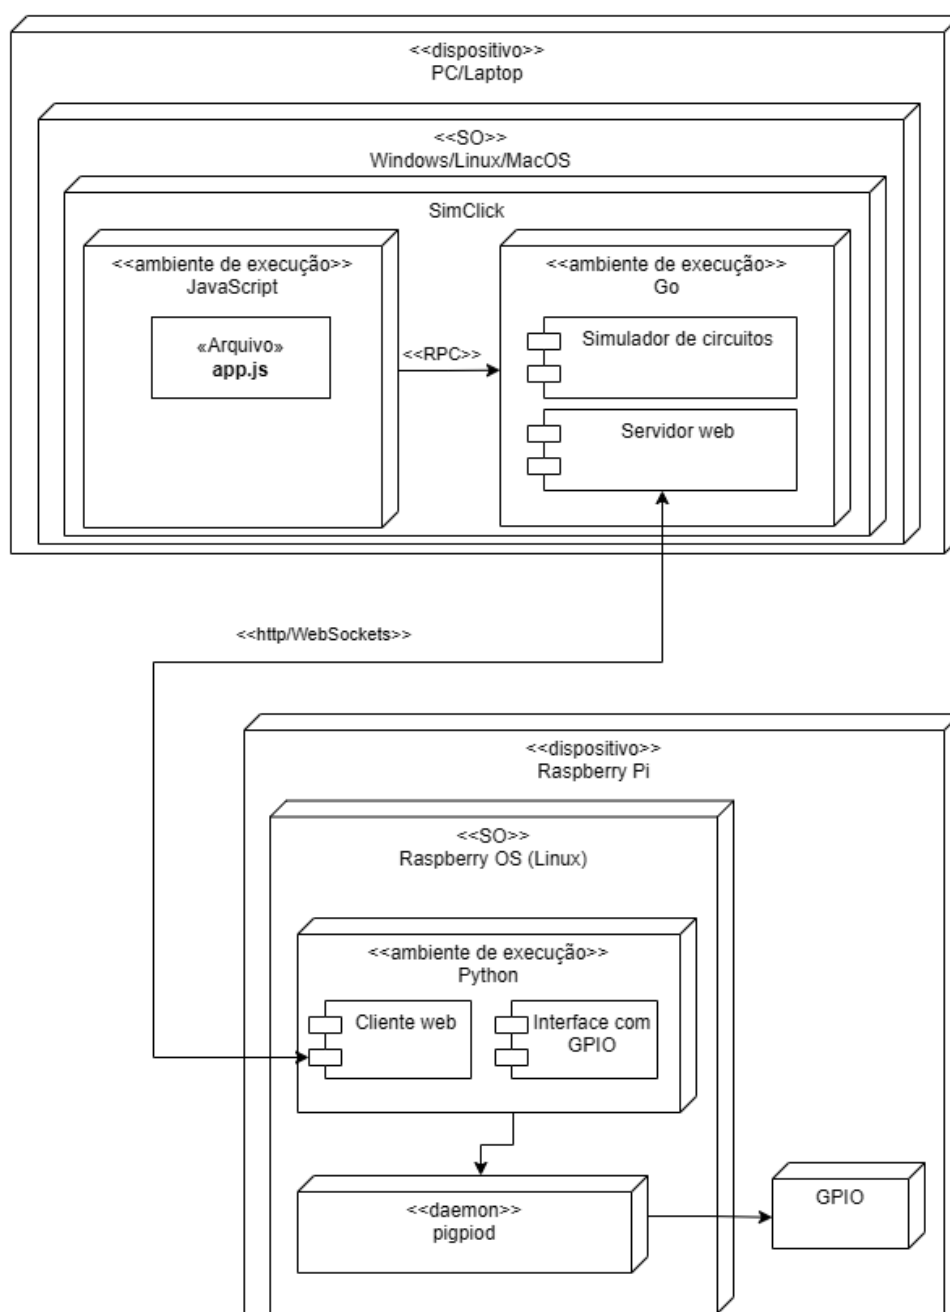 <<dispositivo>>
PC/Laptop
<<SO>>
Windows/Linux/MacOS
SimClick
<<ambiente de execução>>
JavaScript
«Arquivo»
app.js
<<RPC>>
<<ambiente de execução>>
Go
Simulador de circuitos
Servidor web
<<http/WebSockets>>
<<dispositivo>>
Raspberry Pi
<<SO>>
Raspberry OS (Linux)
<<ambiente de execução>>
Python
Cliente web
Interface com
GPIO
<<daemon>>
pigpiod
GPIO